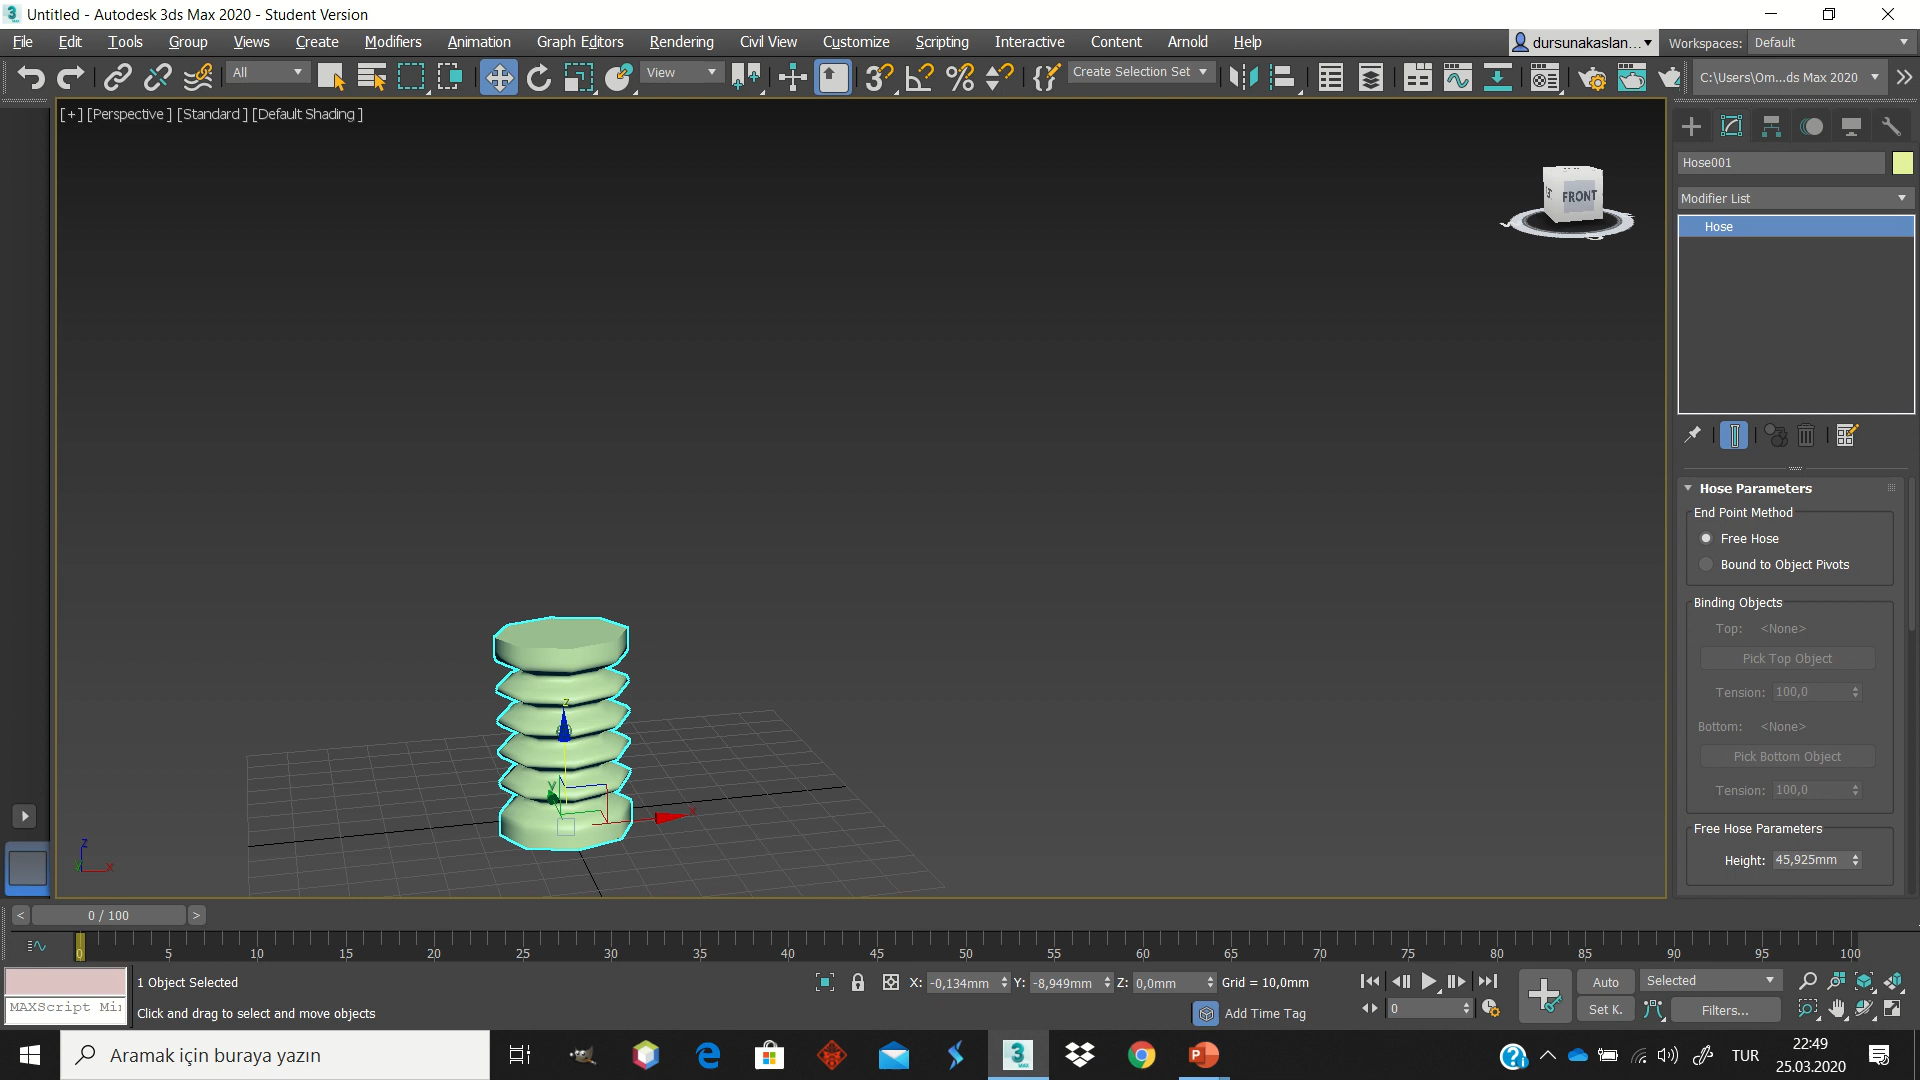 Untitled - Autodesk 3ds Max 2020 - Student Version
File Edit Tools Group Views Create Modifiers Animation Graph Editors Rendering Civil View Customize Scripting Interactive Content Arnold Help
dursunakaslan... Workspaces: Default
All View Create Selection Set C:\Users\Om...ds Max 2020
[+] [Perspective ] [Standard ] [Default Shading ]
FRONT
Hose001
Modifier List
Hose
Hose Parameters
End Point Method
Free Hose
Bound to Object Pivots
Binding Objects
Top: <None>
Pick Top Object
Tension: 100,0
Bottom: <None>
Pick Bottom Object
Tension: 100,0
Free Hose Parameters
Height: 45,925mm
z
y
x
z
x
< 0 / 100 >
0 5 10 15 20 25 30 35 40 45 50 55 60 65 70 75 80 85 90 95 100
1 Object Selected
X: -0,134mm Y: -8,949mm Z: 0,0mm Grid = 10,0mm
Auto Selected
MAXScript Mi
Click and drag to select and move objects
Add Time Tag
0
Set K. Filters...
Aramak için buraya yazın
TUR
22:49
25.03.2020